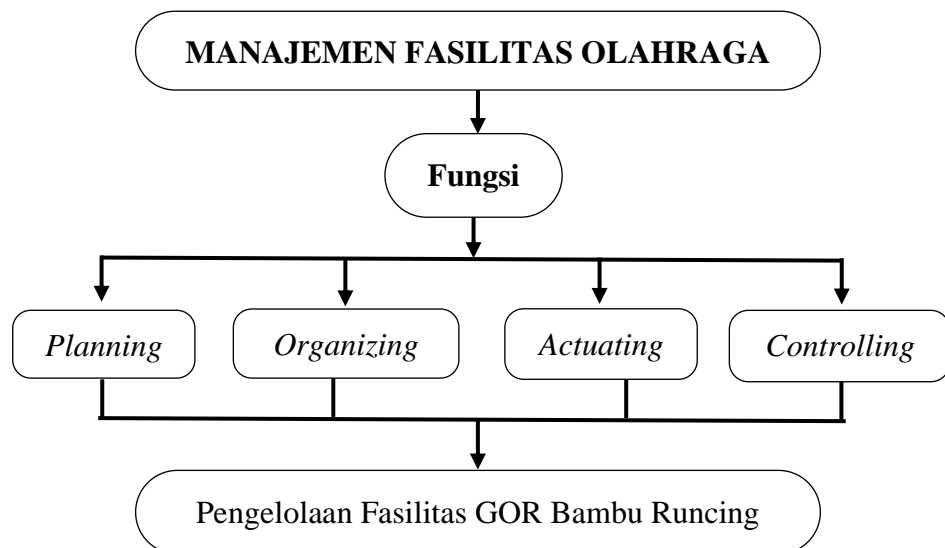 MANAJEMEN FASILITAS OLAHRAGA
Fungsi
Planning
Organizing
Actuating
Controlling
Pengelolaan Fasilitas GOR Bambu Runcing